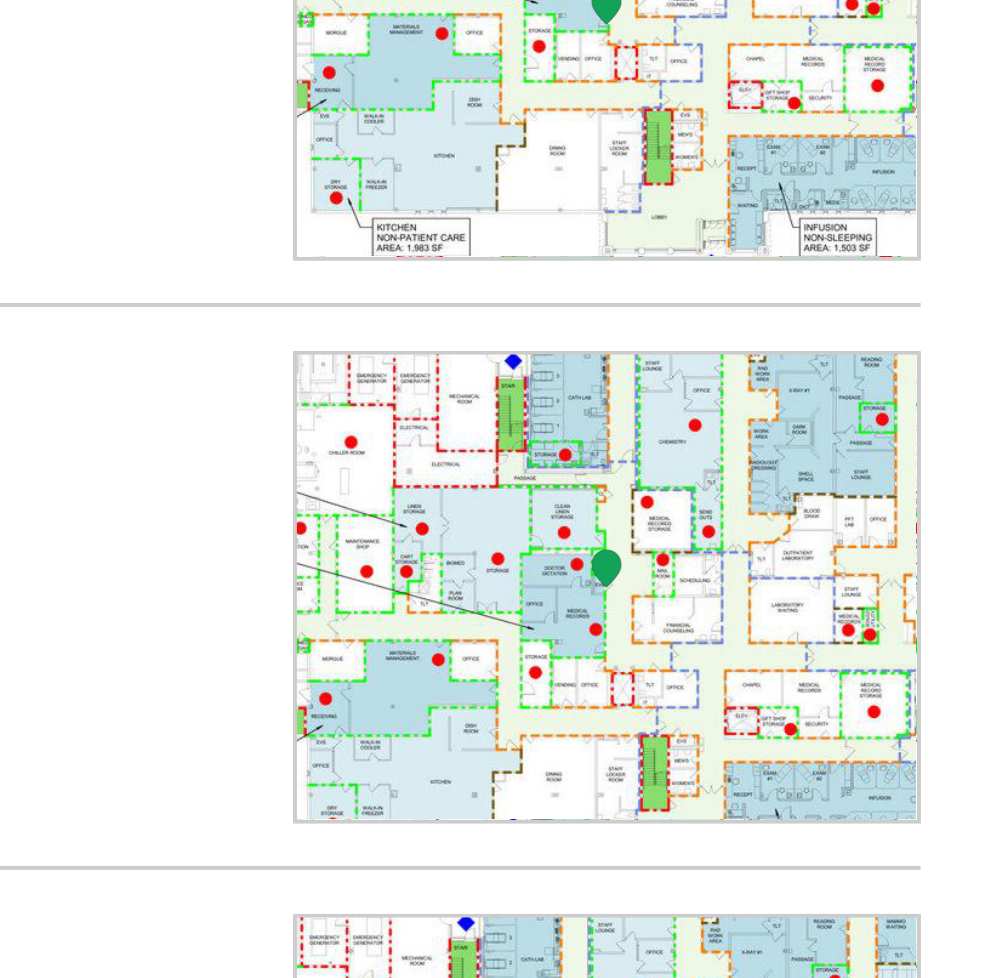 COUNSELING
MATERIALS
MANAGEMENT
MORGUE
OFFICE
STORAGE
VENDING
OFFICE
TLT
OFFICE
IT
CHAPEL
MEDICAL
RECORDS
MEDICAL
RECORD
STORAGE
RECEIVING
DISH
ROOM
ELEV
GIFT SHOP
STORAGE
SECURITY
EVS
WALK-IN
COOLER
OFFICE
KITCHEN
DINING
ROOM
STAFF
LOCKER
ROOM
EVS
MEN'S
WOMEN'S
EXAM
#1
EXAM
#2
RECEPT
INFUSION
DRY
STORAGE
WALK-IN
FREEZER
WAITING
TLT
MEDS
LOBBY
KITCHEN
NON-PATIENT CARE
AREA: 1,983 SF
INFUSION
NON-SLEEPING
AREA: 1,503 SF
EMERGENCY
GENERATOR
EMERGENCY
GENERATOR
MECHANICAL
ROOM
STAIR
CATH LAB
STAFF
LOUNGE
OFFICE
RAD
WORK
AREA
TLT
READING
ROOM
X-RAY #1
PASSAGE
STORAGE
CHILLER ROOM
ELECTRICAL
ELECTRICAL
STORAGE
TLT
PASSAGE
CHEMISTRY
WORK
AREA
DARK
ROOM
PASSAGE
RADIOLOGY
DRESSING
SHELL
SPACE
STAFF
LOUNGE
TLT
TLT
LINEN
STORAGE
CLEAN
LINEN
STORAGE
MEDICAL
RECORDS
STORAGE
SEND
OUTS
BLOOD
DRAW
PFT
LAB
OFFICE
MAINTENANCE
SHOP
CART
STORAGE
BIOMED
STORAGE
DOCTOR
DICTATION
MAIL
ROOM
SCHEDULING
TLT
OUTPATIENT
LABORATORY
PLAN
ROOM
TLT
OFFICE
MEDICAL
RECORDS
FINANCIAL
COUNSELING
LABORATORY
WAITING
STAFF
LOUNGE
MEDICAL
RECORDS
MORGUE
MATERIALS
MANAGEMENT
OFFICE
STORAGE
VENDING
OFFICE
TLT
OFFICE
IT
CHAPEL
MEDICAL
RECORDS
MEDICAL
RECORD
STORAGE
RECEIVING
DISH
ROOM
ELEV
GIFT SHOP
STORAGE
SECURITY
EVS
WALK-IN
COOLER
OFFICE
KITCHEN
DINING
ROOM
STAFF
LOCKER
ROOM
EVS
MEN'S
WOMEN'S
EXAM
#1
EXAM
#2
RECEPT
INFUSION
DRY
STORAGE
WALK-IN
FREEZER
EMERGENCY
GENERATOR
EMERGENCY
GENERATOR
MECHANICAL
ROOM
STAIR
CATH LAB
STAFF
LOUNGE
OFFICE
RAD
WORK
AREA
X-RAY #1
READING
ROOM
PASSAGE
STORAGE
MAMMO
WAITING
TLT